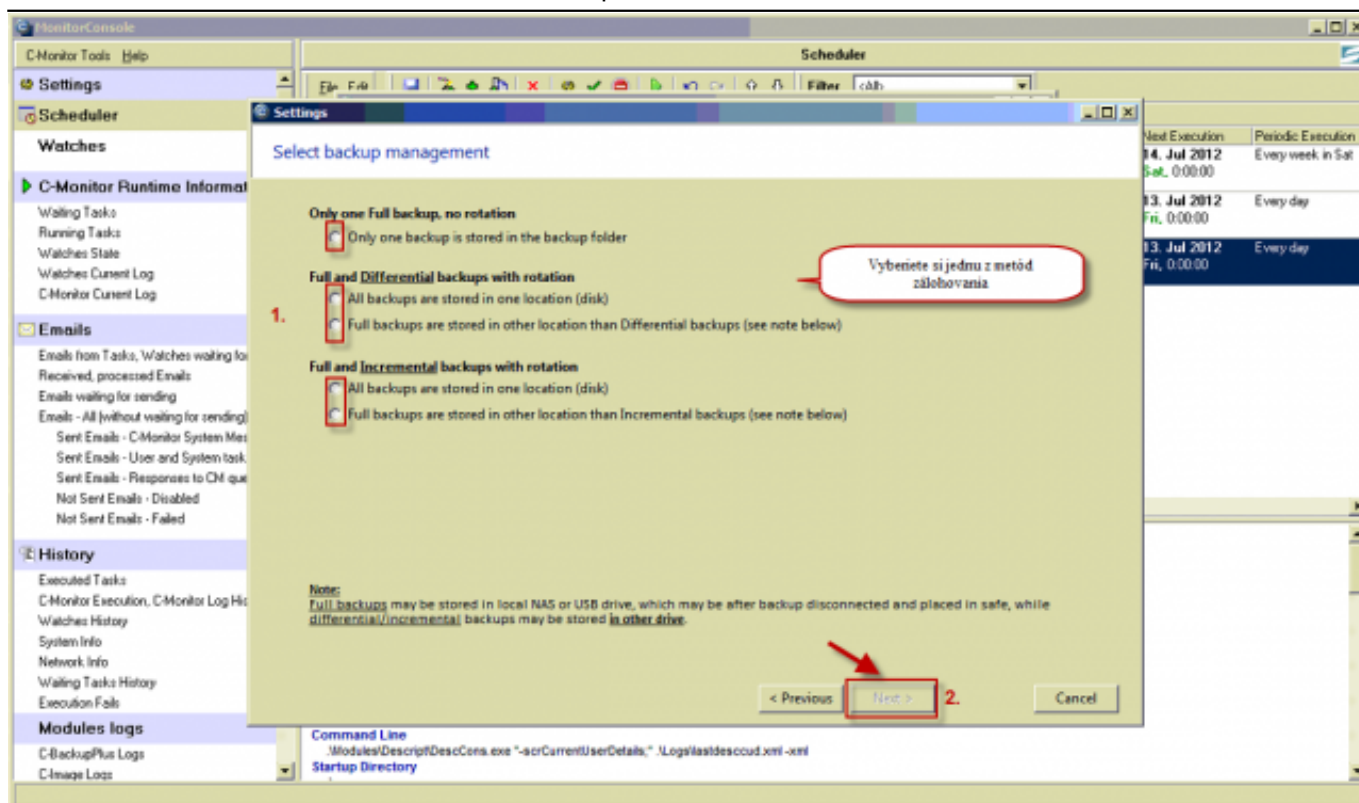 MonitorConsole
C-Monitor Tools Help
Scheduler
Settings
File Edit
Filter <All>
Scheduler
Watches
C-Monitor Runtime Informat
Waiting Tasks
Running Tasks
Watches State
Watches Current Log
C-Monitor Current Log
Emails
Emails from Tasks, Watches waiting for
Received, processed Emails
Emails waiting for sending
Emails - All (without waiting for sending)
Sent Emails - C-Monitor System Mes
Sent Emails - User and System task
Sent Emails - Responses to CM que
Not Sent Emails - Disabled
Not Sent Emails - Failed
History
Executed Tasks
C-Monitor Execution, C-Monitor Log His
Watches History
System Info
Network Info
Waiting Tasks History
Execution Fails
Modules logs
C-BackupPlus Logs
C-Image Logs
Next Execution Periodic Execution
14. Jul 2012 Every week in Sat
Sat, 0:00:00
13. Jul 2012 Every day
Fri, 0:00:00
13. Jul 2012 Every day
Fri, 0:00:00
Settings
Select backup management
Only one Full backup, no rotation
Only one backup is stored in the backup folder
Full and Differential backups with rotation
All backups are stored in one location (disk)
Full backups are stored in other location than Differential backups (see note below)
Full and Incremental backups with rotation
All backups are stored in one location (disk)
Full backups are stored in other location than Incremental backups (see note below)
1.
Vyberiete si jednu z metód
zálohovania
Note:
Full backups may be stored in local NAS or USB drive, which may be after backup disconnected and placed in safe, while
differential/incremental backups may be stored in other drive.
< Previous
Next >
2.
Cancel
Command Line
.\Modules\Descript\DescCons.exe "-scrCurrentUserDetails;" .\Logs\lastdesccud.xml -xml
Startup Directory